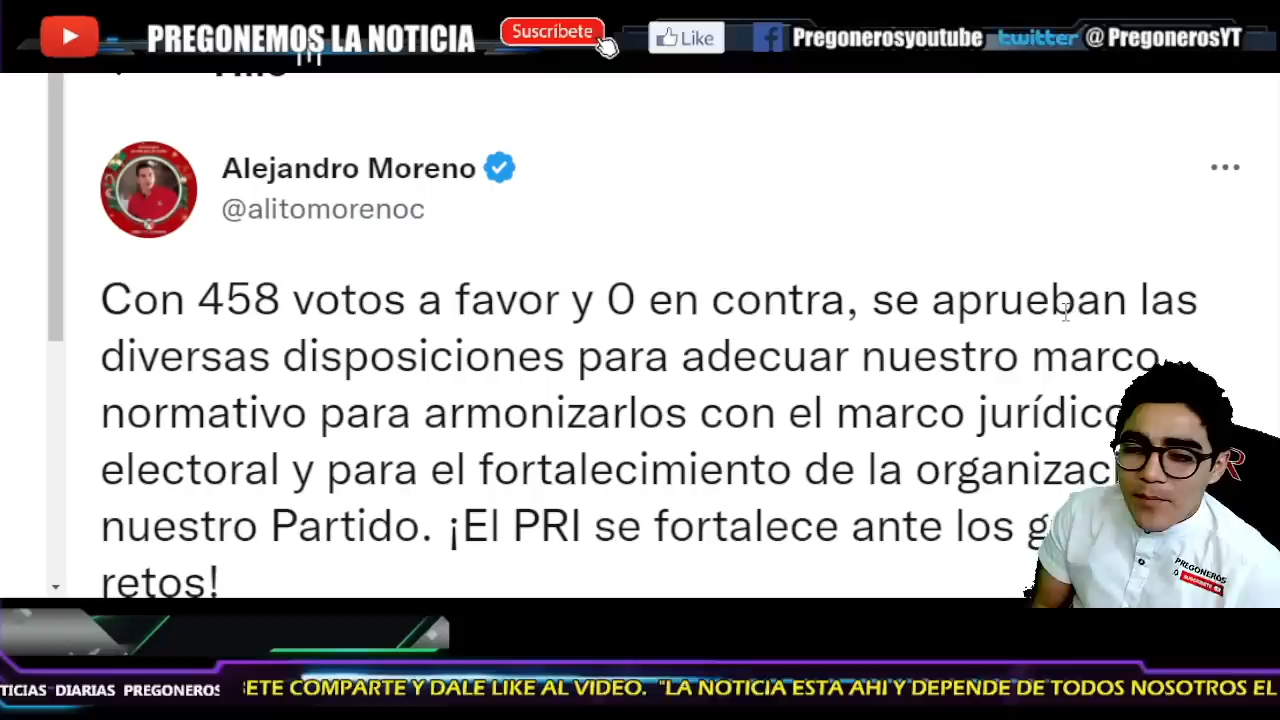 PREGONEMOS LA NOTICIA Suscríbete Like Pregonerosyoutube twitter @PregonerosYT
Alejandro Moreno
@alitomorenoc
Con 458 votos a favor y 0 en contra, se aprueban las
diversas disposiciones para adecuar nuestro marco
normativo para armonizarlos con el marco jurídico
electoral y para el fortalecimiento de la
nuestro Partido. ¡El PRI se fortalece ante los
retos!
PREGONEROS
SUSCRIBETE
TICIAS DIARIAS PREGONEROS
ETE COMPARTE Y DALE LIKE AL VIDEO. "LA NOTICIA ESTA AHI Y DEPENDE DE TODOS NOSOTROS EL